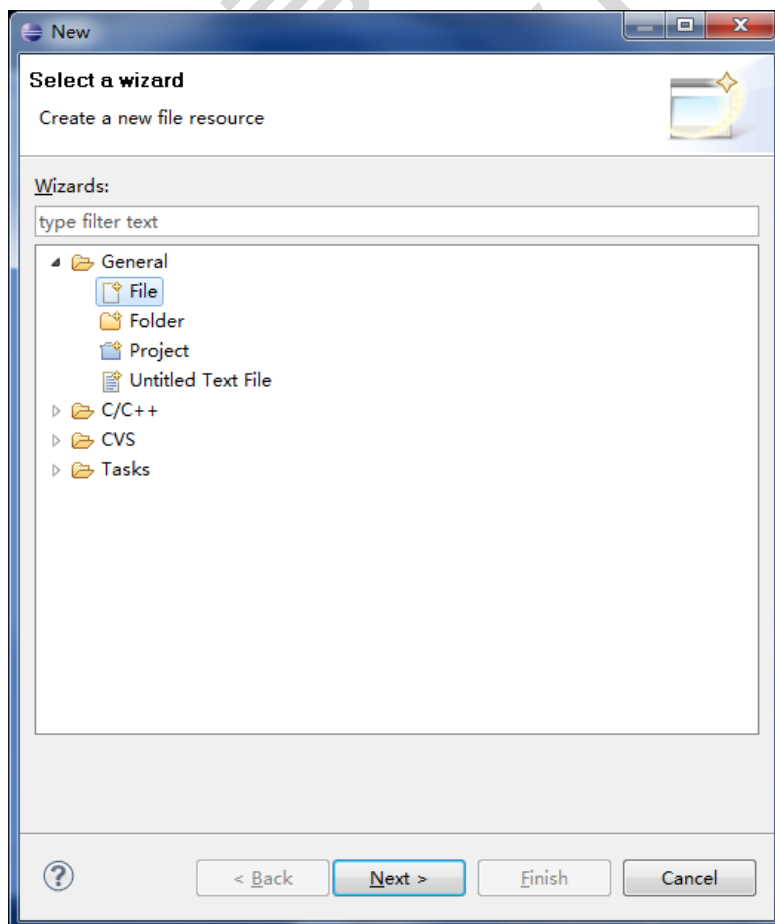 New
Select a wizard
Create a new file resource
Wizards:
type filter text
General
File
Folder
Project
Untitled Text File
C/C++
CVS
Tasks
< Back
Next >
Finish
Cancel